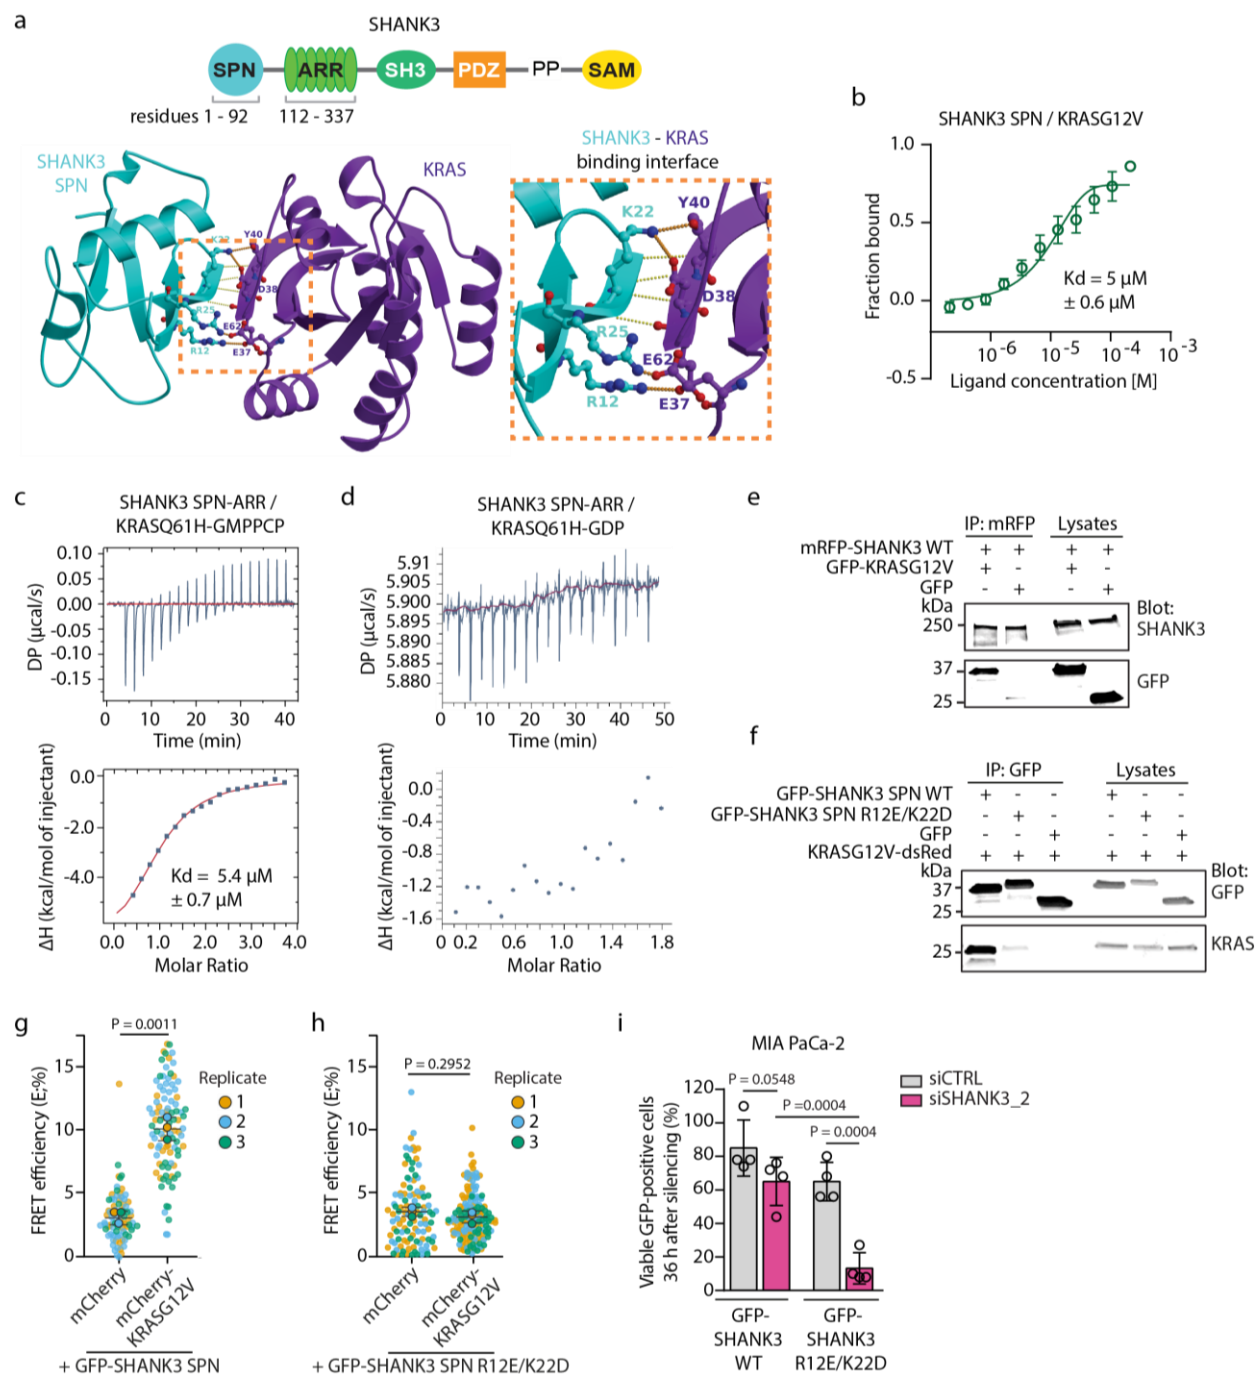 a
SHANK3
SPN ARR SH3 PDZ PP SAM
residues 1 - 92 112 - 337
SHANK3
SPN
KRAS
K22 Y40
D38
R25
E62
R12 E37
SHANK3 - KRAS
binding interface
K22 Y40
D38
R25
E62
R12 E37
b
SHANK3 SPN / KRASG12V
Fraction bound
1.0
0.5
0.0
-0.5
Kd = 5 µM
± 0.6 µM
10-6 10-5 10-4 10-3
Ligand concentration [M]
c
SHANK3 SPN-ARR /
KRASQ61H-GMPPCP
DP (µcal/s)
0.10
0.05
0.00
-0.05
-0.10
-0.15
0 10 20 30 40
Time (min)
ΔH (kcal/mol of injectant)
0.0
-2.0
-4.0
Kd = 5.4 µM
± 0.7 µM
0.0 1.0 2.0 3.0 4.0
Molar Ratio
d
SHANK3 SPN-ARR /
KRASQ61H-GDP
DP (µcal/s)
5.91
5.905
5.900
5.895
5.890
5.885
5.880
0 10 20 30 40 50
Time (min)
ΔH (kcal/mol of injectant)
0.0
-0.4
-0.8
-1.2
-1.6
0 0.2 0.6 1.0 1.4 1.8
Molar Ratio
e
IP: mRFP Lysates
mRFP-SHANK3 WT + + + +
GFP-KRASG12V + - + -
GFP - + - +
kDa
250
Blot:
SHANK3
37
25
GFP
f
IP: GFP Lysates
GFP-SHANK3 SPN WT + - - + - -
GFP-SHANK3 SPN R12E/K22D - + - - + -
GFP - - + - - +
KRASG12V-dsRed + + + + + +
kDa
37
25
Blot:
GFP
25
KRAS
g
P = 0.0011
FRET efficiency (E;%)
15
10
5
0
Replicate
1
2
3
mCherry
mCherry-
KRASG12V
+ GFP-SHANK3 SPN
h
P = 0.2952
FRET efficiency (E;%)
15
10
5
0
Replicate
1
2
3
mCherry
mCherry-
KRASG12V
+ GFP-SHANK3 SPN R12E/K22D
i
MIA PaCa-2
siCTRL
siSHANK3_2
P = 0.0548
P =0.0004
P = 0.0004
Viable GFP-positive cells
36 h after silencing (%)
120
100
80
60
40
20
0
GFP-
SHANK3
WT
GFP-
SHANK3
R12E/K22D